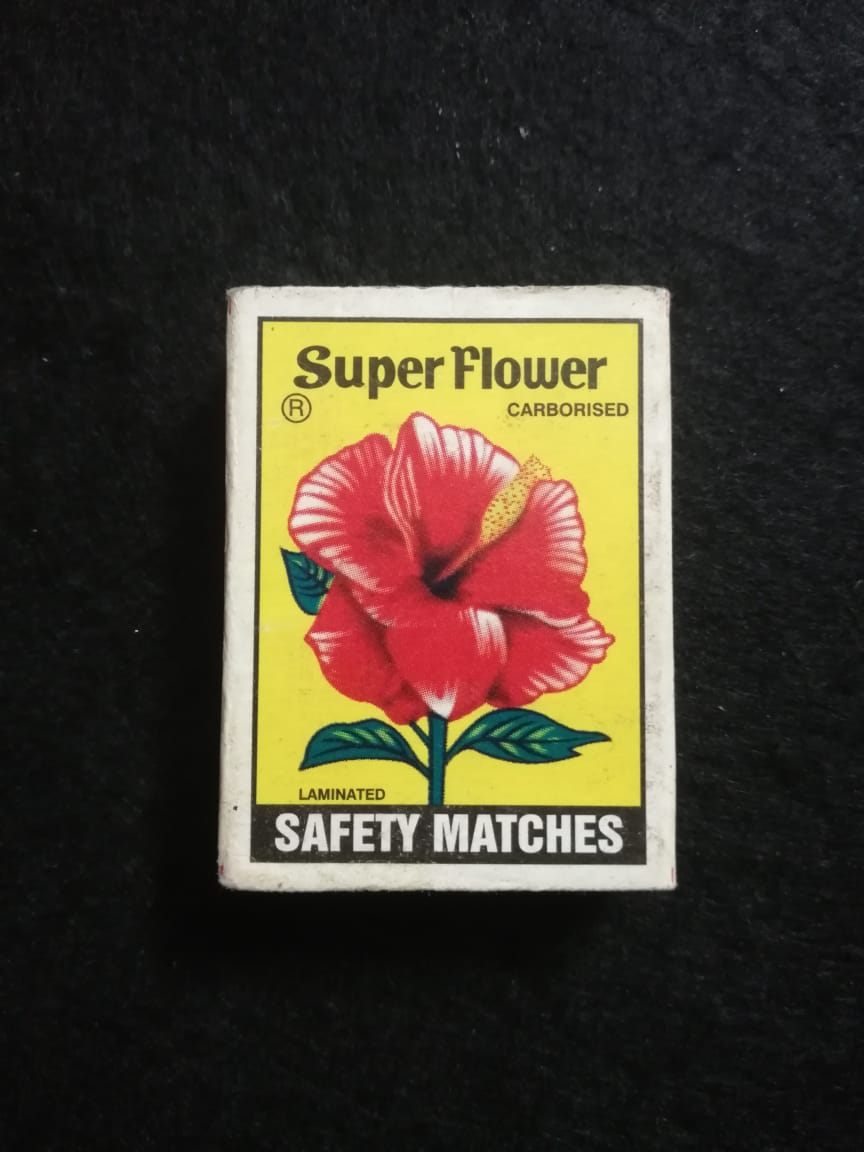 Super Flower
® CARBORISED
LAMINATED
SAFETY MATCHES